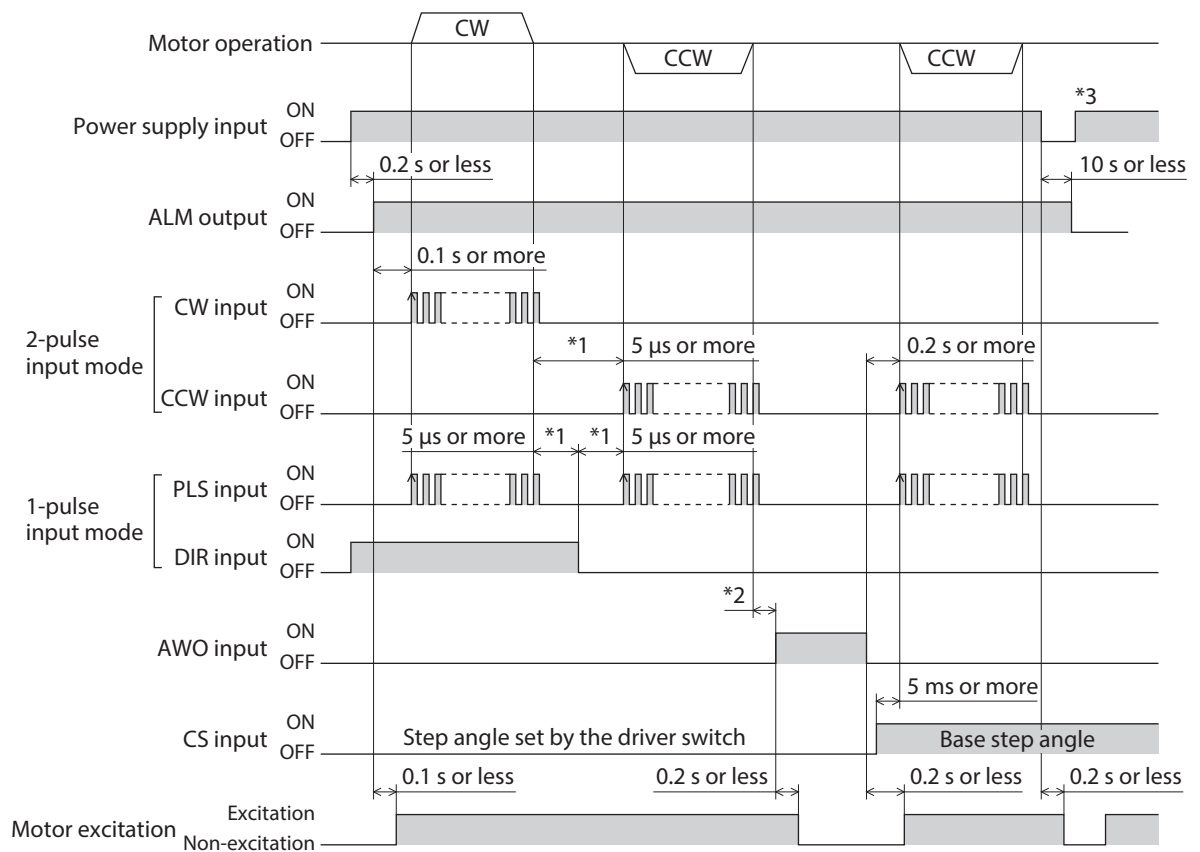 Motor operation
CW
CCW
CCW
Power supply input
ON
OFF
*3
0.2 s or less
10 s or less
ALM output
ON
OFF
0.1 s or more
2-pulse
input mode
CW input
ON
OFF
*1
5 µs or more
0.2 s or more
CCW input
ON
OFF
5 µs or more
*1
*1
5 µs or more
1-pulse
input mode
PLS input
ON
OFF
DIR input
ON
OFF
*2
AWO input
ON
OFF
5 ms or more
CS input
ON
OFF
Step angle set by the driver switch
Base step angle
0.1 s or less
0.2 s or less
0.2 s or less
0.2 s or less
Motor excitation
Excitation
Non-excitation